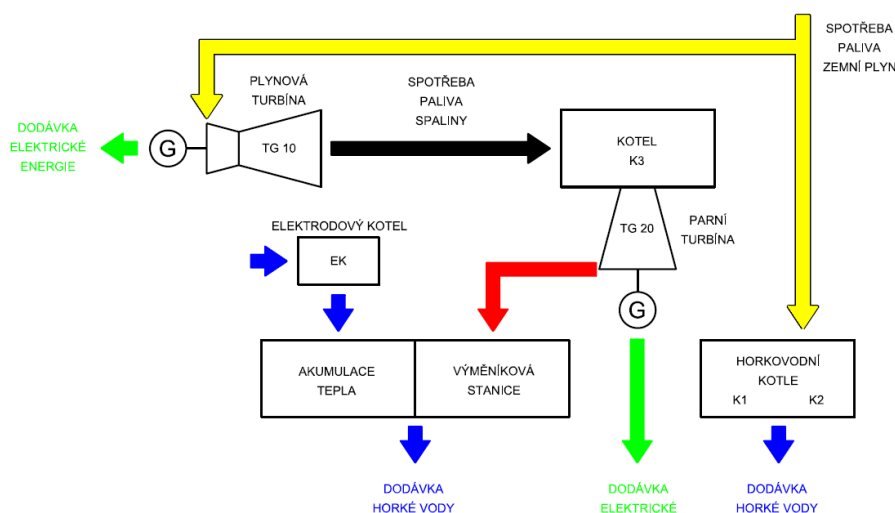 SPOTŘEBA
PALIVA
ZEMNÍ PLYN
PLYNOVÁ
TURBÍNA
SPOTŘEBA
PALIVA
SPALINY
DODÁVKA
ELEKTRICKÉ
ENERGIE
G
TG 10
KOTEL
K3
ELEKTRODOVÝ KOTEL
EK
TG 20
PARNÍ
TURBÍNA
G
AKUMULACE
TEPLA
VÝMĚNÍKOVÁ
STANICE
HORKOVODNÍ
KOTLE
K1 K2
DODÁVKA
HORKÉ VODY
DODÁVKA
ELEKTRICKÉ
DODÁVKA
HORKÉ VODY